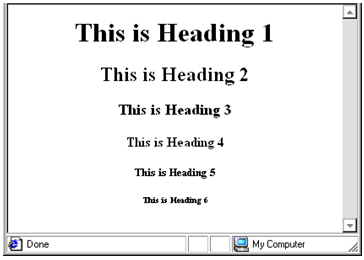 This is Heading 1
This is Heading 2
This is Heading 3
This is Heading 4
This is Heading 5
This is Heading 6
Done
My Computer